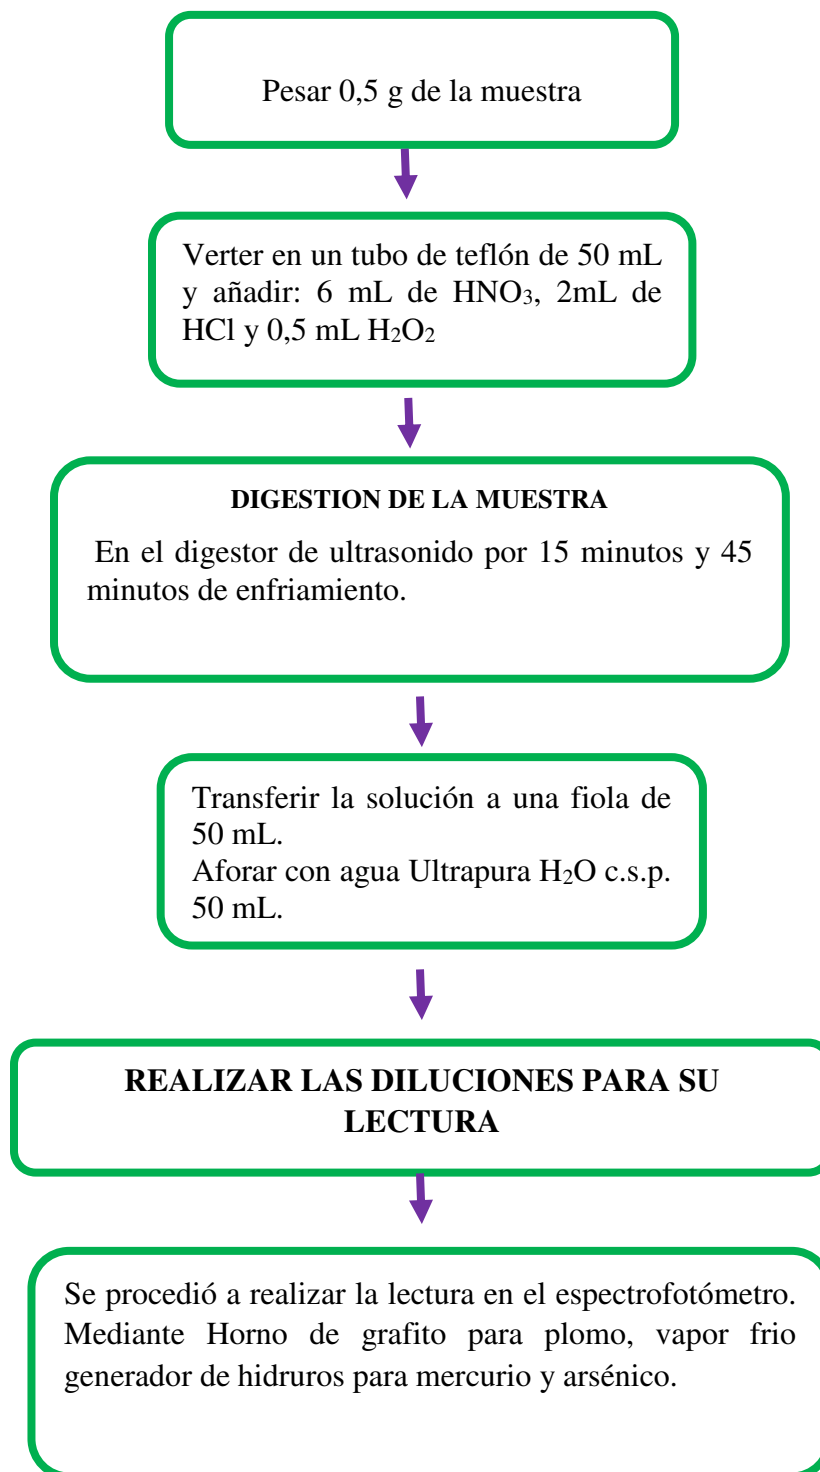 Pesar 0,5 g de la muestra
Verter en un tubo de teflón de 50 mL
y añadir: 6 mL de HNO₃, 2mL de
HCl y 0,5 mL H₂O₂
DIGESTION DE LA MUESTRA
En el digestor de ultrasonido por 15 minutos y 45
minutos de enfriamiento.
Transferir la solución a una fiola de
50 mL.
Aforar con agua Ultrapura H₂O c.s.p.
50 mL.
REALIZAR LAS DILUCIONES PARA SU
LECTURA
Se procedió a realizar la lectura en el espectrofotómetro.
Mediante Horno de grafito para plomo, vapor frio
generador de hidruros para mercurio y arsénico.